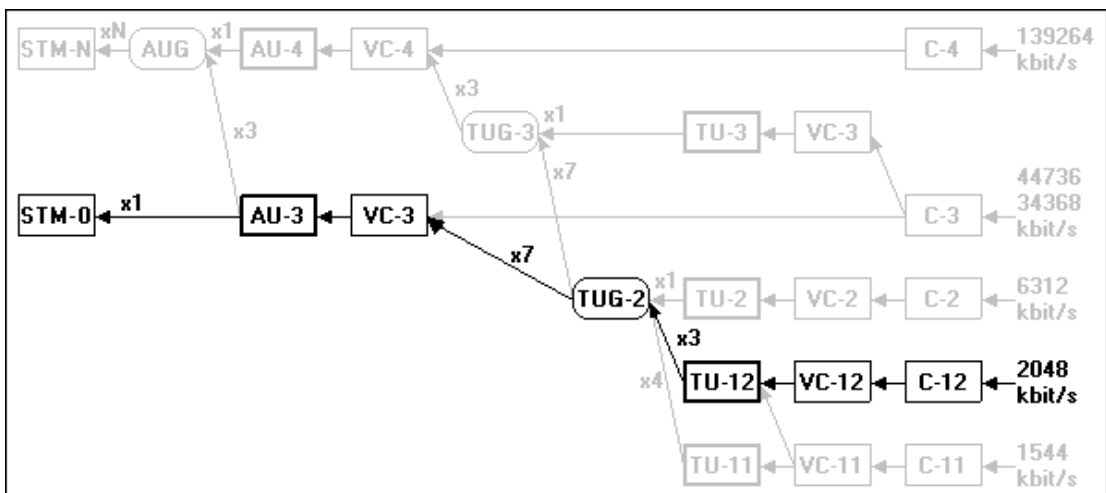 xN
x1
STM-N
AUG
AU-4
VC-4
C-4
139264
kbit/s
x3
x1
x3
TUG-3
TU-3
VC-3
x7
44736
34368
kbit/s
STM-0
x1
AU-3
VC-3
C-3
x7
TUG-2
x1
TU-2
VC-2
C-2
6312
kbit/s
x3
x4
TU-12
VC-12
C-12
2048
kbit/s
TU-11
VC-11
C-11
1544
kbit/s